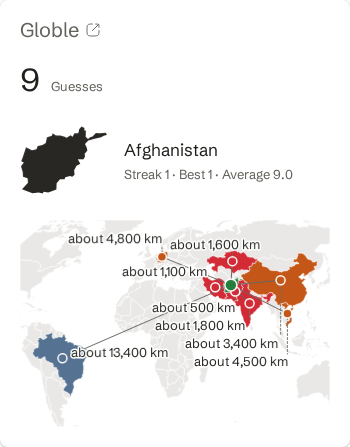 Globle
9 Guesses
Afghanistan
Streak 1 · Best 1 · Average 9.0
about 4,800 km
about 1,600 km
about 1,100 km
about 500 km
about 1,800 km
about 3,400 km
about 13,400 km
about 4,500 km